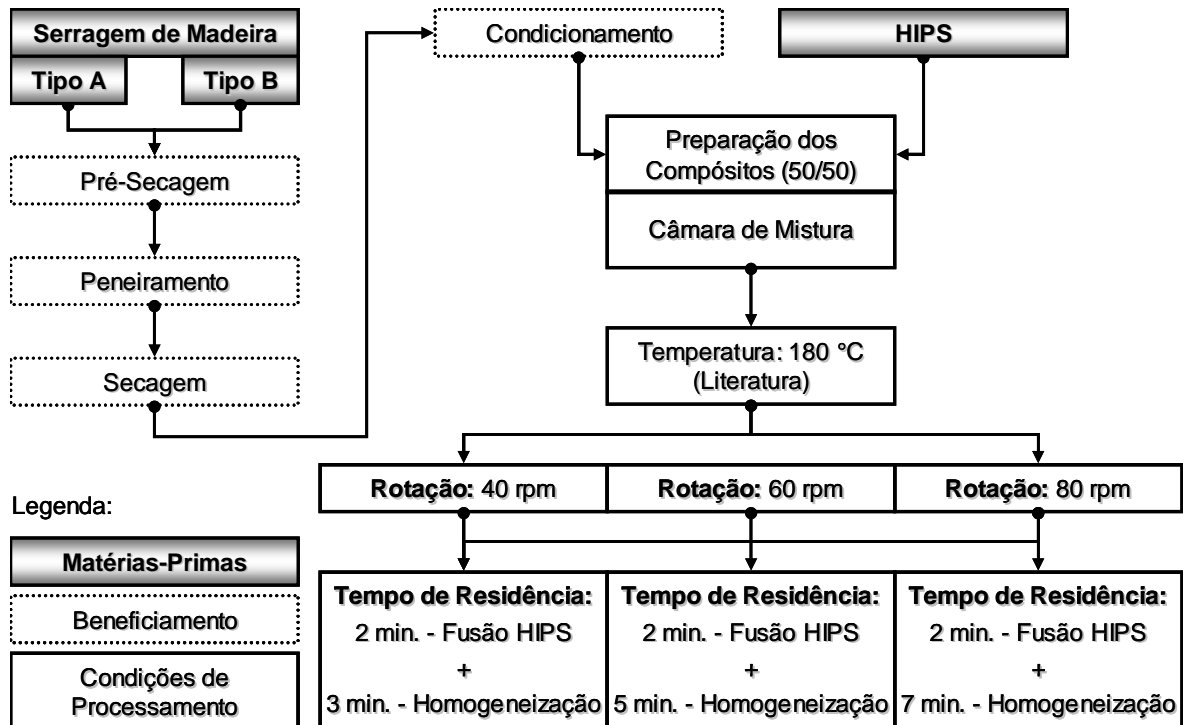 Serragem de Madeira
Tipo A
Tipo B
Pré-Secagem
Peneiramento
Secagem
Condicionamento
HIPS
Preparação dos
Compósitos (50/50)
Câmara de Mistura
Temperatura: 180 °C
(Literatura)
Rotação: 40 rpm
Rotação: 60 rpm
Rotação: 80 rpm
Tempo de Residência:
2 min. - Fusão HIPS
+
3 min. - Homogeneização
Tempo de Residência:
2 min. - Fusão HIPS
+
5 min. - Homogeneização
Tempo de Residência:
2 min. - Fusão HIPS
+
7 min. - Homogeneização
Legenda:
Matérias-Primas
Beneficiamento
Condições de
Processamento